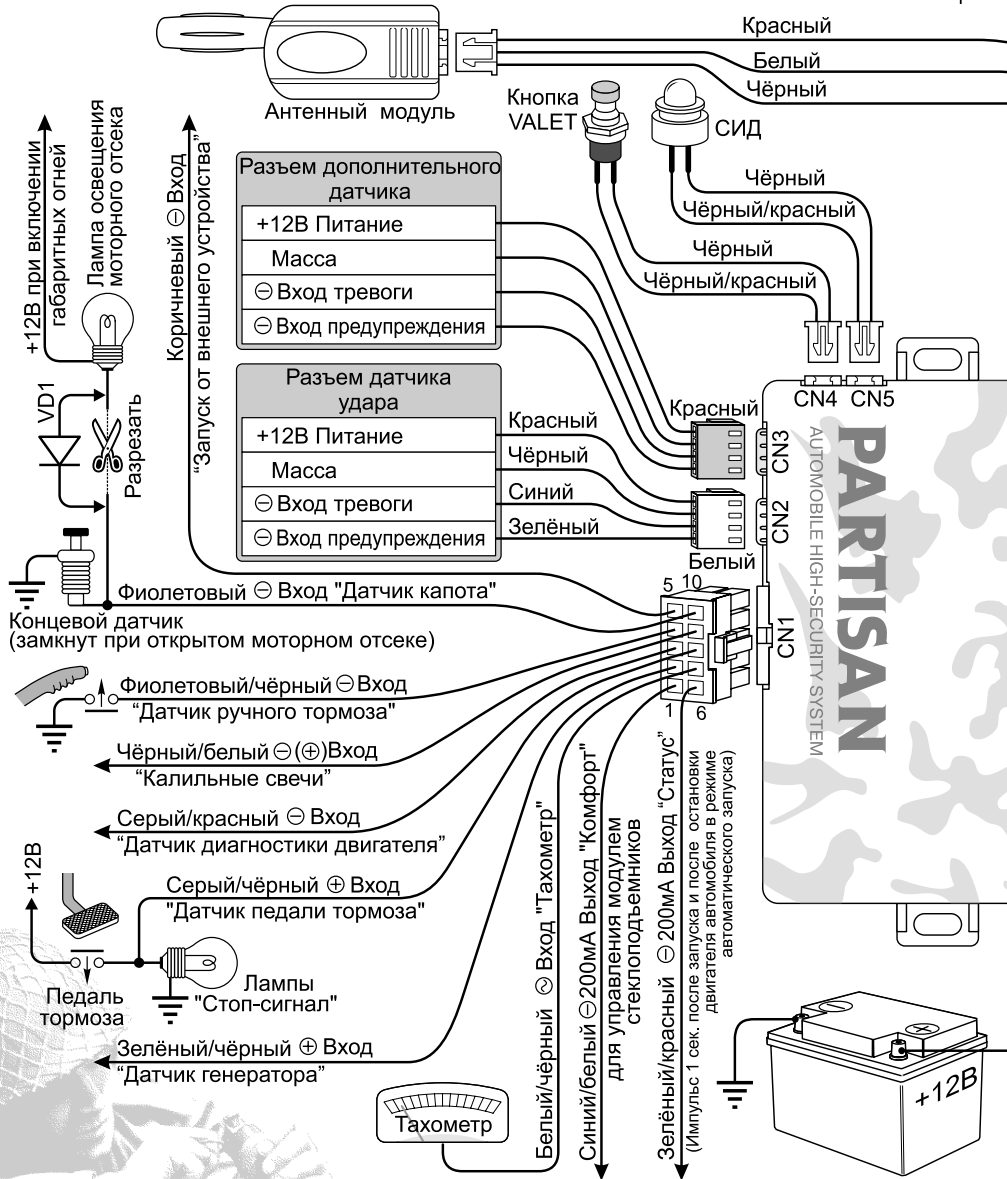 Красный
Белый
Чёрный
Антенный модуль
Кнопка
VALET
СИД
Чёрный
Чёрный/красный
Чёрный
Чёрный/красный
+12В при включении
габаритных огней
Лампа освещения
моторного отсека
Коричневый ⊖ Вход
“Запуск от внешнего устройства”
Разъем дополнительного
датчика
+12В Питание
Масса
⊖ Вход тревоги
⊖ Вход предупреждения
VD1
Разрезать
Разъем датчика
удара
+12В Питание
Масса
⊖ Вход тревоги
⊖ Вход предупреждения
Красный
Чёрный
Синий
Зелёный
Красный
Белый
CN4
CN5
CN3
CN2
CN1
PARTISAN
AUTOMOBILE HIGH-SECURITY SYSTEM
5
10
1
6
Фиолетовый ⊖ Вход "Датчик капота"
Концевой датчик
(замкнут при открытом моторном отсеке)
Фиолетовый/чёрный ⊖ Вход
“Датчик ручного тормоза”
Чёрный/белый ⊖(⊕)Вход
“Калильные свечи”
Серый/красный ⊖ Вход
“Датчик диагностики двигателя”
+12В
Серый/чёрный ⊕ Вход
"Датчик педали тормоза”
Педаль
тормоза
Лампы
"Стоп-сигнал"
Зелёный/чёрный ⊕ Вход
“Датчик генератора”
Тахометр
Белый/чёрный ⊘ Вход "Тахометр"
Синий/белый ⊖200мА Выход "Комфорт"
для управления модулем
стеклоподъемников
Зелёный/красный ⊖ 200мА Выход “Статус”
(Импульс 1 сек. после запуска и после остановки
двигателя автомобиля в режиме
автоматического запуска)
−
+
+12В